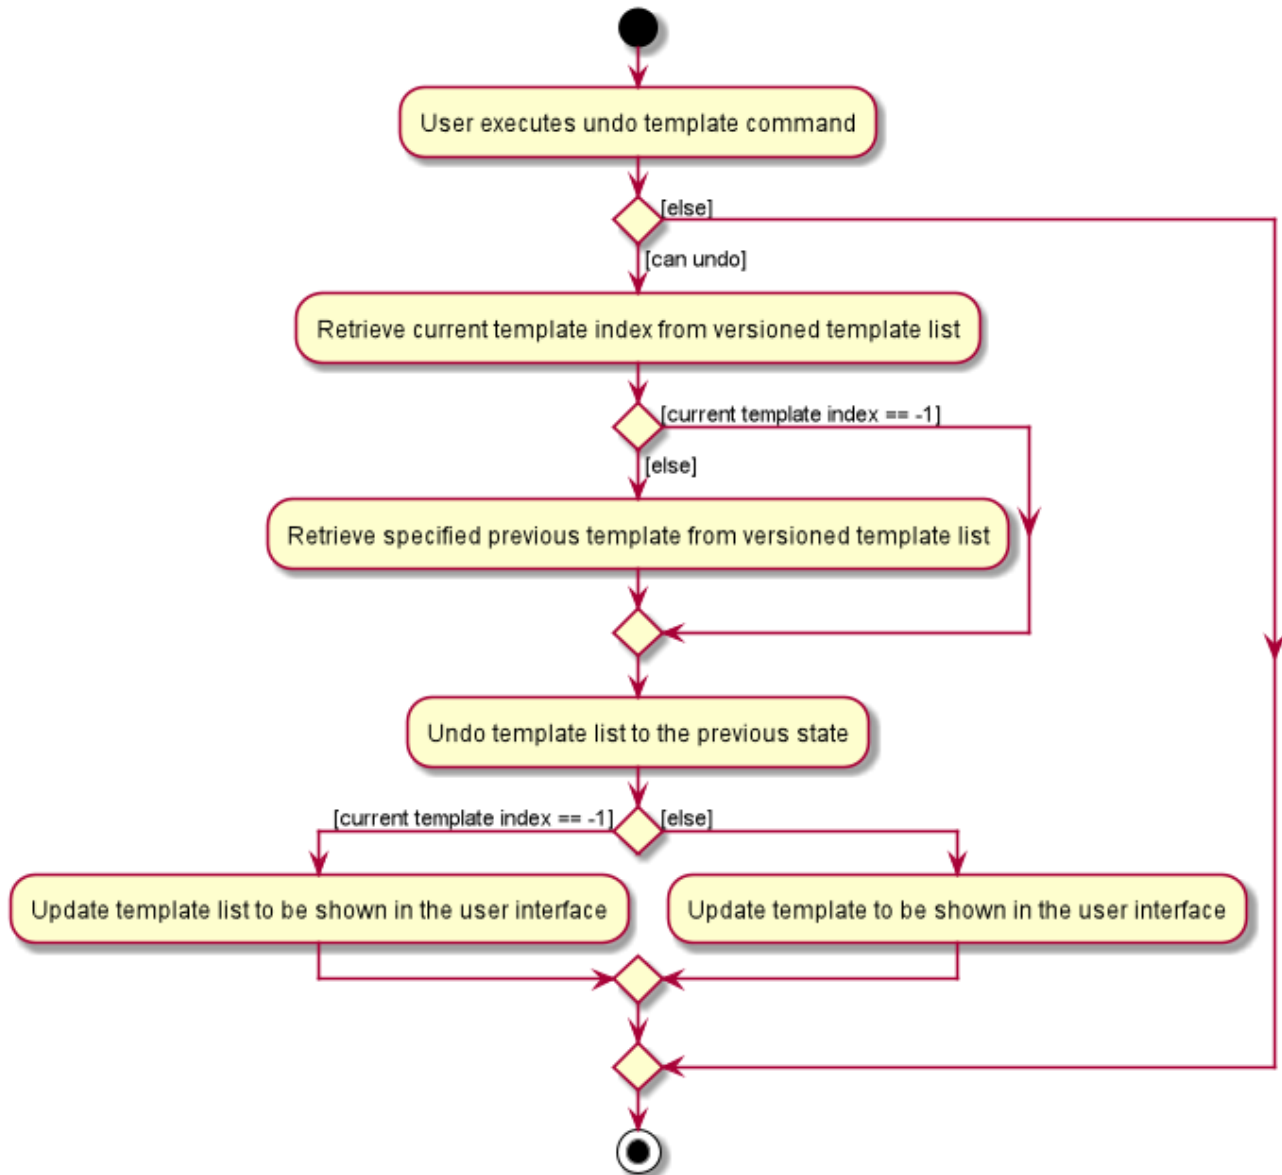 User executes undo template command
[else]
[can undo]
Retrieve current template index from versioned template list
[current template index == -1]
[else]
Retrieve specified previous template from versioned template list
Undo template list to the previous state
[current template index == -1]
[else]
Update template list to be shown in the user interface
Update template to be shown in the user interface